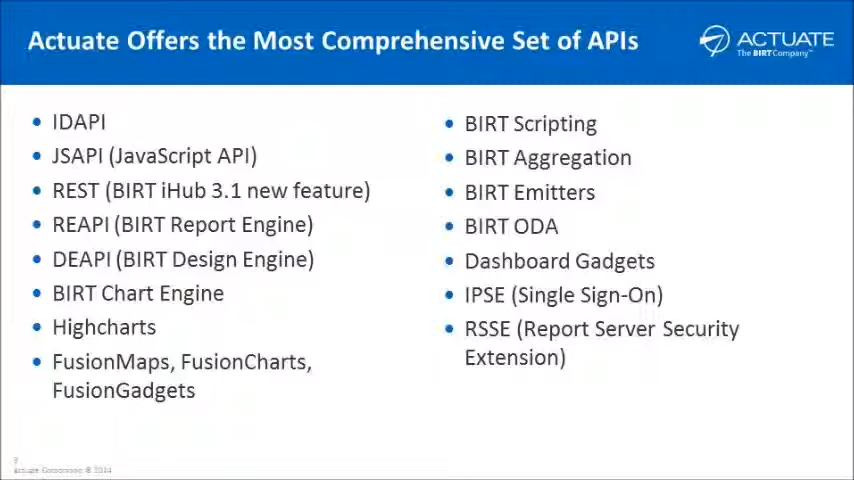 Actuate Offers the Most Comprehensive Set of APIs
ACTUATE
The BIRT Company™
• IDAPI
• JSAPI (JavaScript API)
• REST (BIRT iHub 3.1 new feature)
• REAPI (BIRT Report Engine)
• DEAPI (BIRT Design Engine)
• BIRT Chart Engine
• Highcharts
• FusionMaps, FusionCharts,
FusionGadgets
• BIRT Scripting
• BIRT Aggregation
• BIRT Emitters
• BIRT ODA
• Dashboard Gadgets
• IPSE (Single Sign-On)
• RSSE (Report Server Security
Extension)
Actuate Corporation © 2014